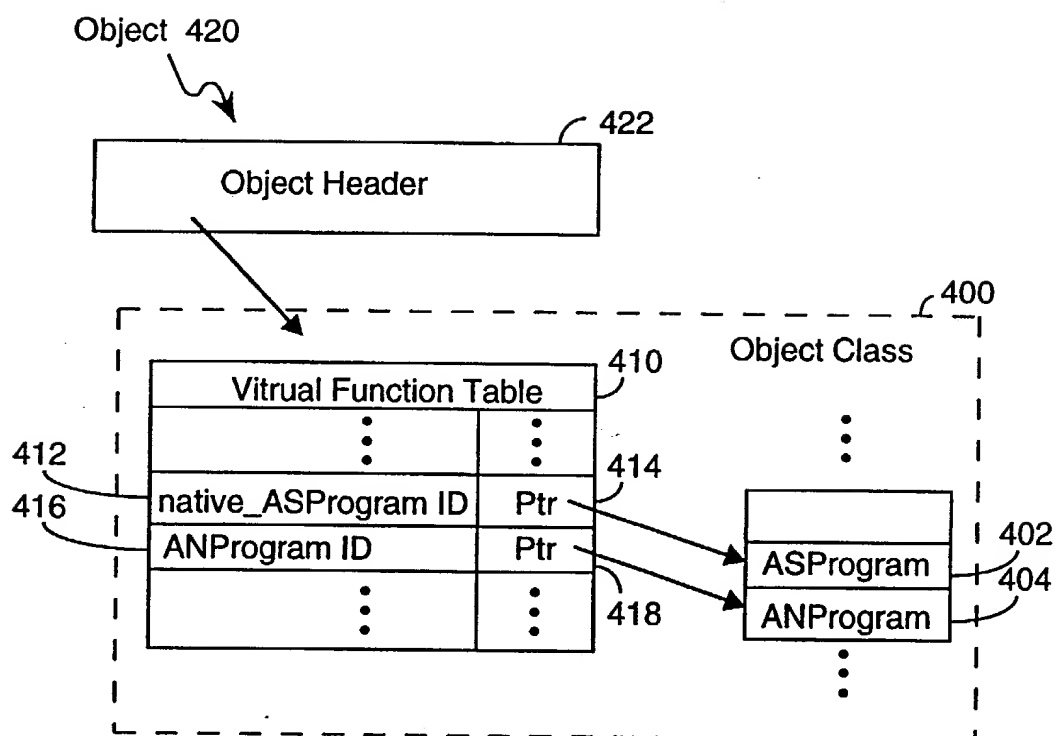 Object 420
422
Object Header
400
Object Class
410
Vitrual Function Table
412
414
native_ASProgram ID Ptr
416
ANProgram ID Ptr
418
402
ASProgram
404
ANProgram